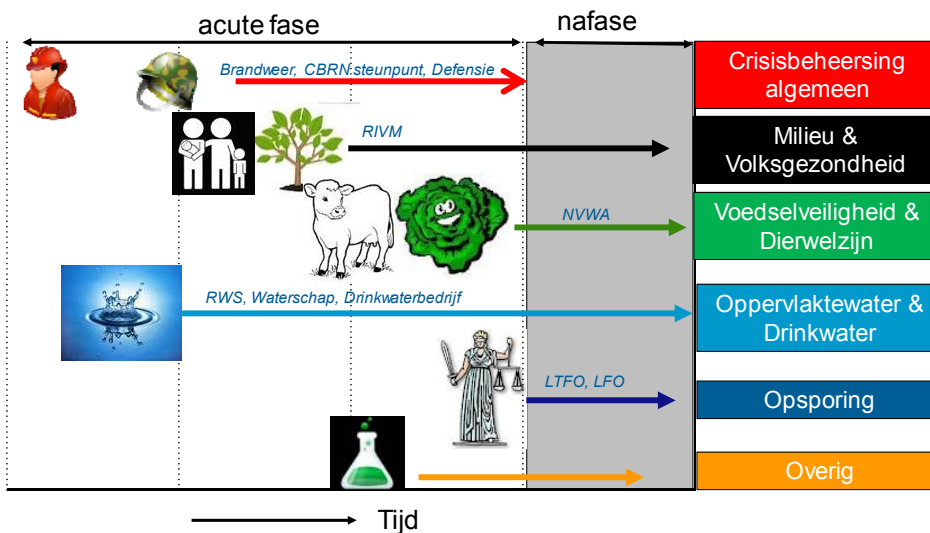 acute fase
nafase
Brandweer, CBRN steunpunt, Defensie
Crisisbeheersing
algemeen
RIVM
Milieu &
Volksgezondheid
NVWA
Voedselveiligheid &
Dierwelzijn
RWS, Waterschap, Drinkwaterbedrijf
Oppervlaktewater &
Drinkwater
LTFO, LFO
Opsporing
Overig
Tijd